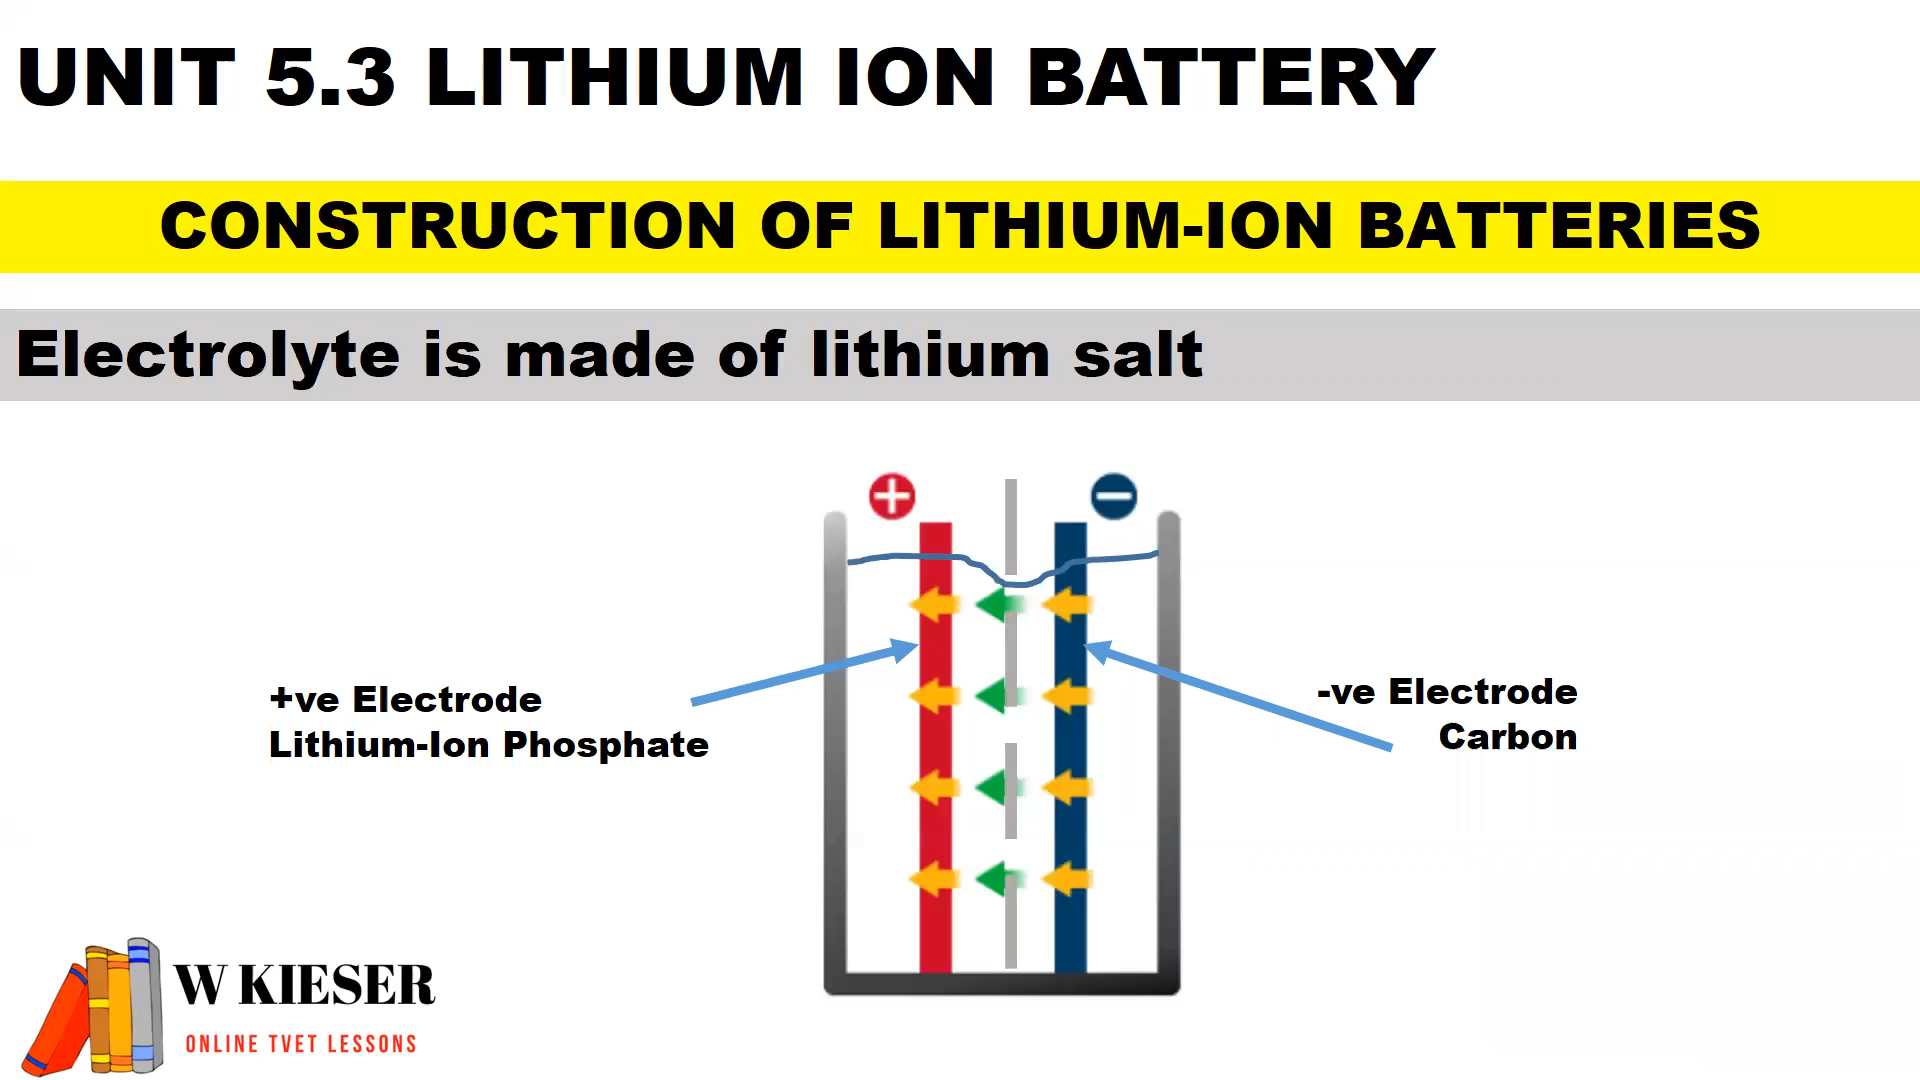 UNIT 5.3 LITHIUM ION BATTERY
CONSTRUCTION OF LITHIUM-ION BATTERIES
Electrolyte is made of lithium salt
+ve Electrode
Lithium-Ion Phosphate
-ve Electrode
Carbon
W KIESER
ONLINE TVET LESSONS